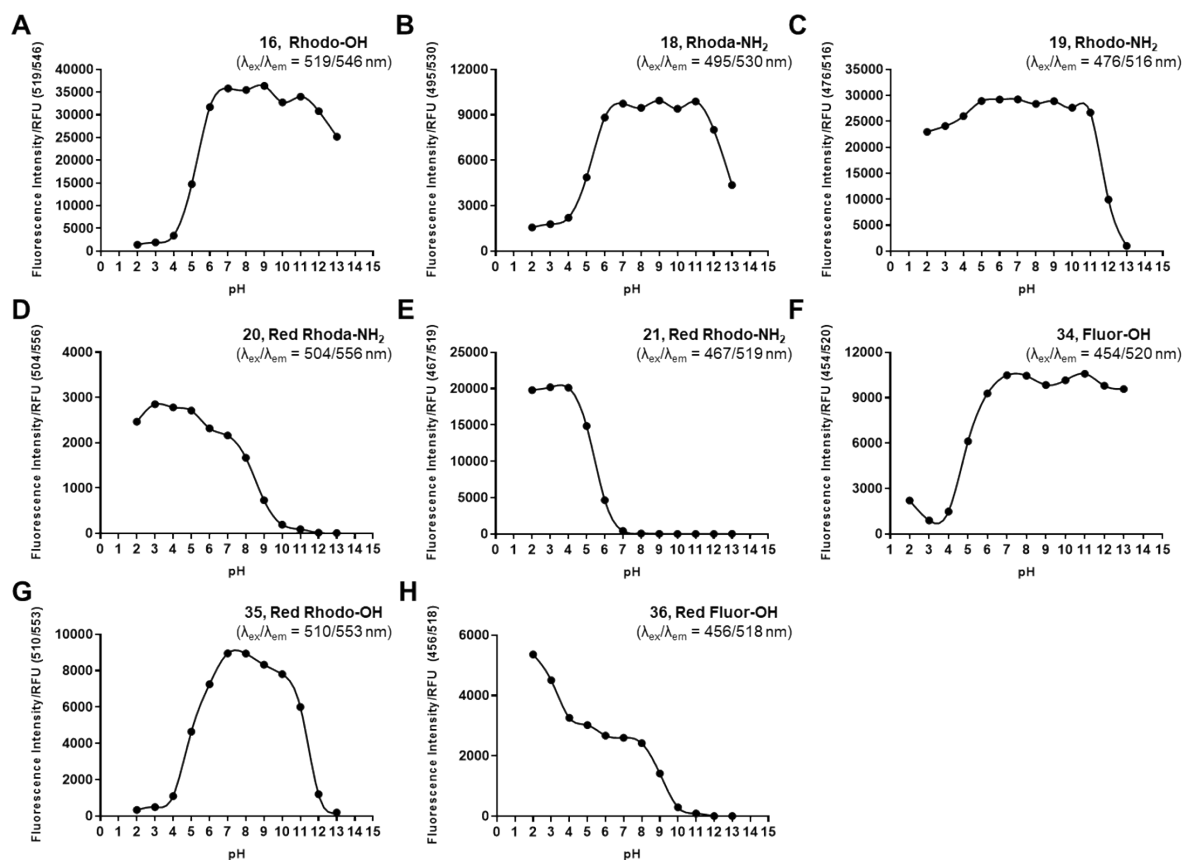 A
16, Rhodo-OH
(λex/λem = 519/546 nm)
Fluorescence Intensity/RFU (519/546)
40000
35000
30000
25000
20000
15000
10000
5000
0
0 1 2 3 4 5 6 7 8 9 10 11 12 13 14 15
pH
B
18, Rhoda-NH2
(λex/λem = 495/530 nm)
Fluorescence Intensity/RFU (495/530)
12000
9000
6000
3000
0
0 1 2 3 4 5 6 7 8 9 10 11 12 13 14 15
pH
C
19, Rhodo-NH2
(λex/λem = 476/516 nm)
Fluorescence Intensity/RFU (476/516)
35000
30000
25000
20000
15000
10000
5000
0
0 1 2 3 4 5 6 7 8 9 10 11 12 13 14 15
pH
D
20, Red Rhoda-NH2
(λex/λem = 504/556 nm)
Fluorescence Intensity/RFU (504/556)
4000
3000
2000
1000
0
0 1 2 3 4 5 6 7 8 9 10 11 12 13 14 15
pH
E
21, Red Rhodo-NH2
(λex/λem = 467/519 nm)
Fluorescence Intensity/RFU (467/519)
25000
20000
15000
10000
5000
0
0 1 2 3 4 5 6 7 8 9 10 11 12 13 14 15
pH
F
34, Fluor-OH
(λex/λem = 454/520 nm)
Fluorescence Intensity/RFU (454/520)
12000
9000
6000
3000
0
0 1 2 3 4 5 6 7 8 9 10 11 12 13 14 15
pH
G
35, Red Rhodo-OH
(λex/λem = 510/553 nm)
Fluorescence Intensity/RFU (510/553)
10000
8000
6000
4000
2000
0
0 1 2 3 4 5 6 7 8 9 10 11 12 13 14 15
pH
H
36, Red Fluor-OH
(λex/λem = 456/518 nm)
Fluorescence Intensity/RFU (456/518)
6000
4000
2000
0
0 1 2 3 4 5 6 7 8 9 10 11 12 13 14 15
pH